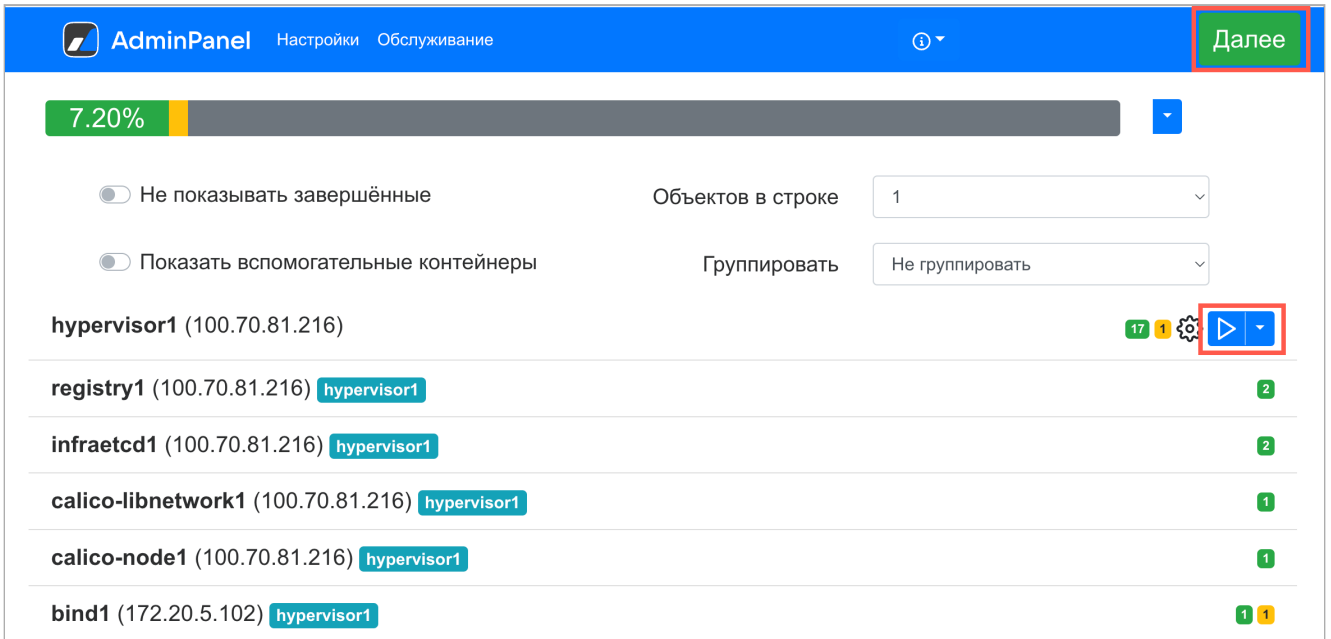 AdminPanel Настройки Обслуживание Далее
7.20%
Не показывать завершённые Объектов в строке 1
Показать вспомогательные контейнеры Группировать Не группировать
hypervisor1 (100.70.81.216) 17 1
registry1 (100.70.81.216) hypervisor1 2
infraetcd1 (100.70.81.216) hypervisor1 2
calico-libnetwork1 (100.70.81.216) hypervisor1 1
calico-node1 (100.70.81.216) hypervisor1 1
bind1 (172.20.5.102) hypervisor1 1 1